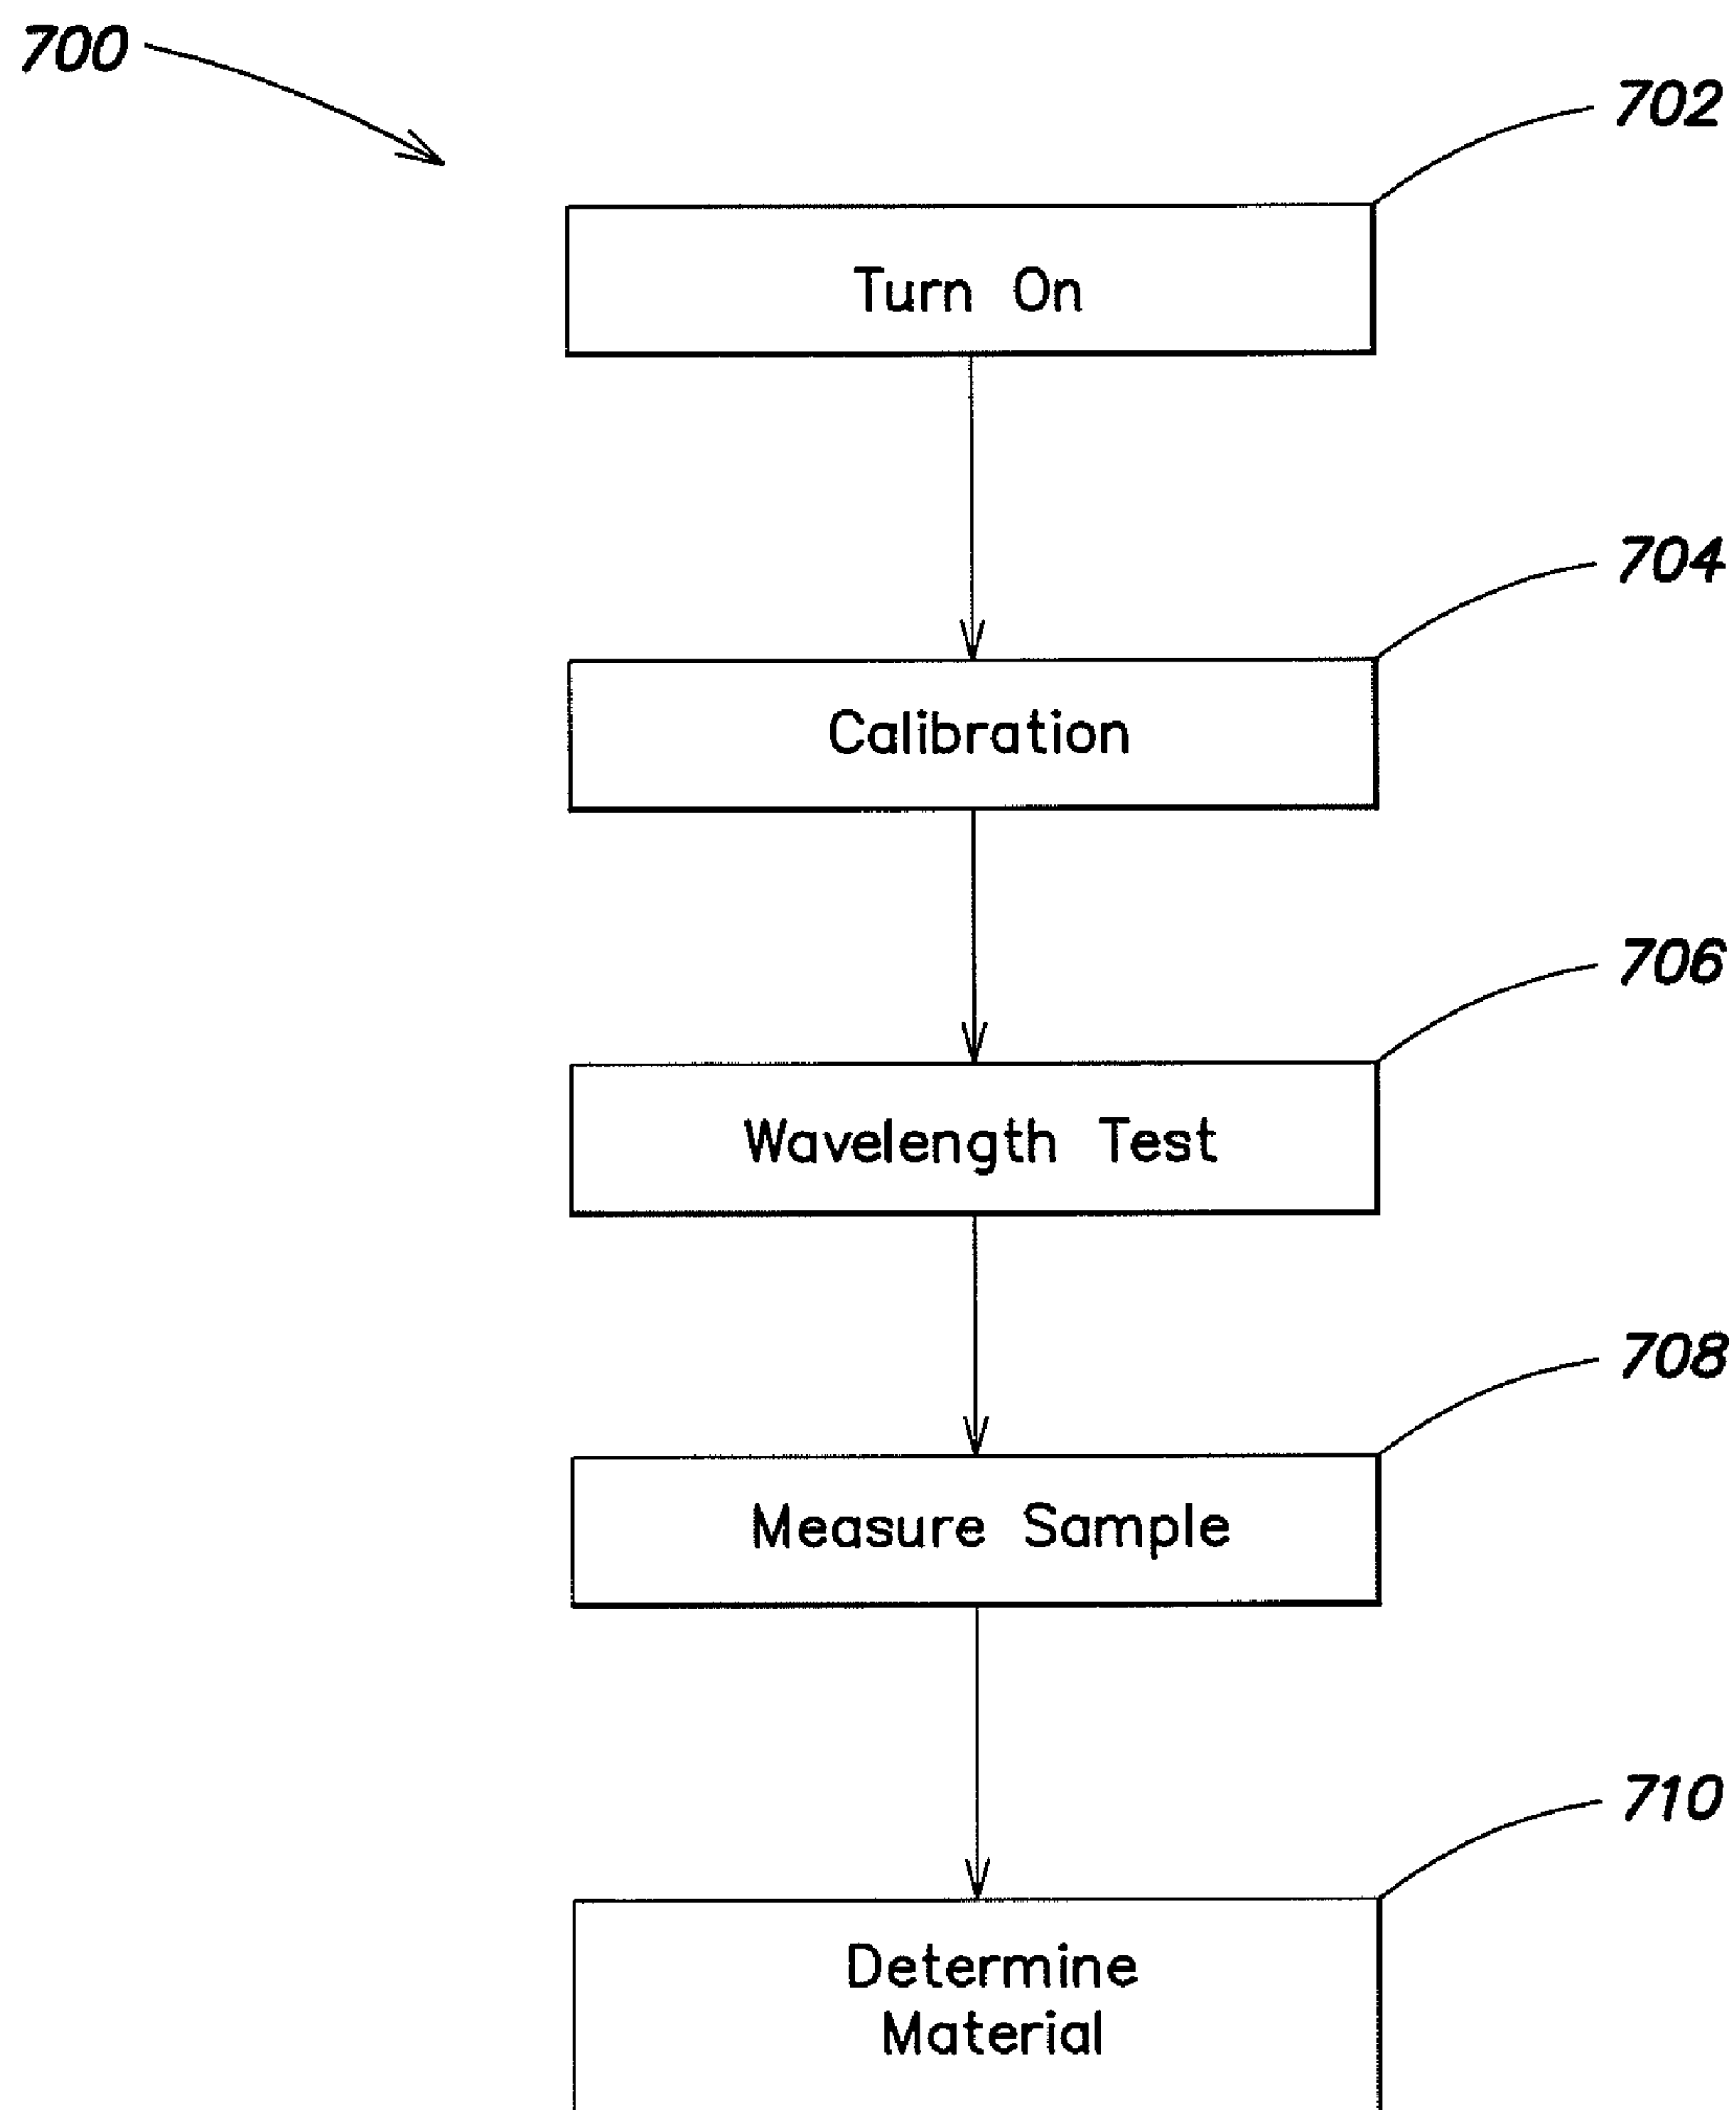 700
702
Turn On
704
Calibration
706
Wavelength Test
708
Measure Sample
710
Determine
Material